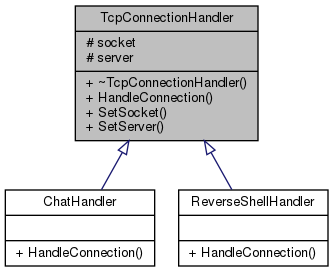 TcpConnectionHandler
# socket
# server
+ ~TcpConnectionHandler()
+ HandleConnection()
+ SetSocket()
+ SetServer()
ChatHandler
+ HandleConnection()
ReverseShellHandler
+ HandleConnection()